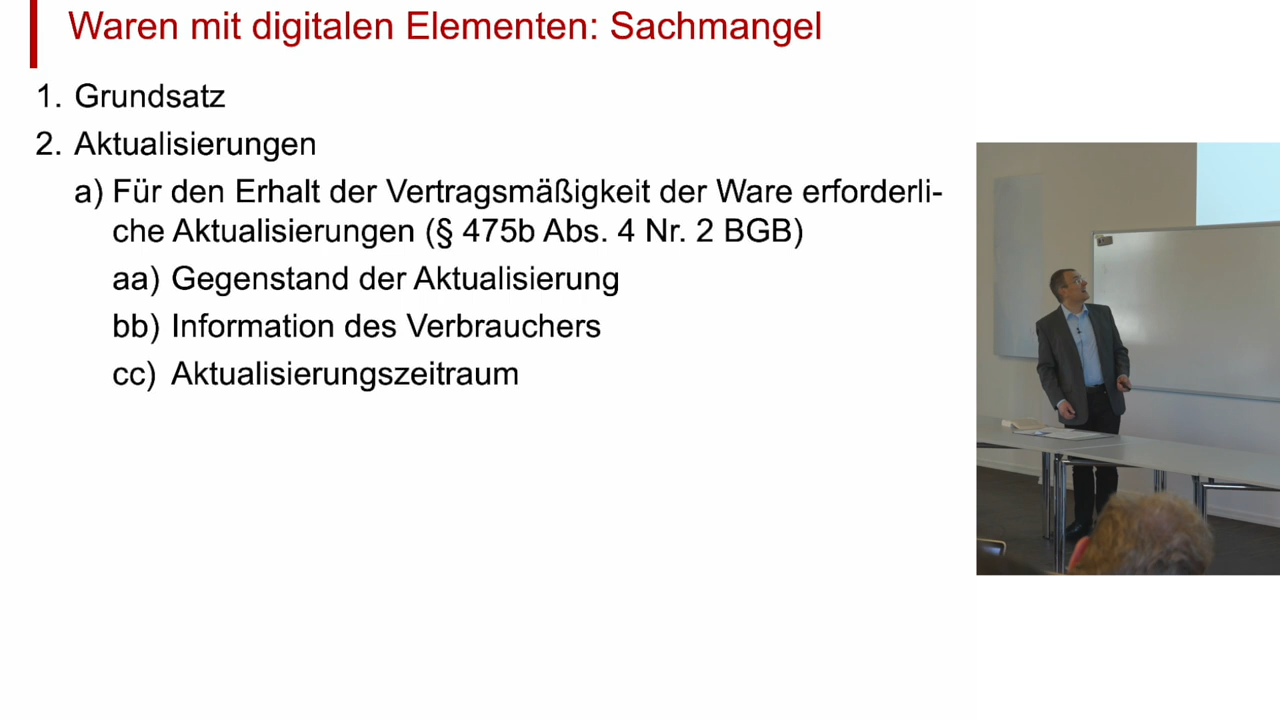 Waren mit digitalen Elementen: Sachmangel
1. Grundsatz
2. Aktualisierungen
a) Für den Erhalt der Vertragsmäßigkeit der Ware erforderli-
che Aktualisierungen (§ 475b Abs. 4 Nr. 2 BGB)
aa) Gegenstand der Aktualisierung
bb) Information des Verbrauchers
cc) Aktualisierungszeitraum